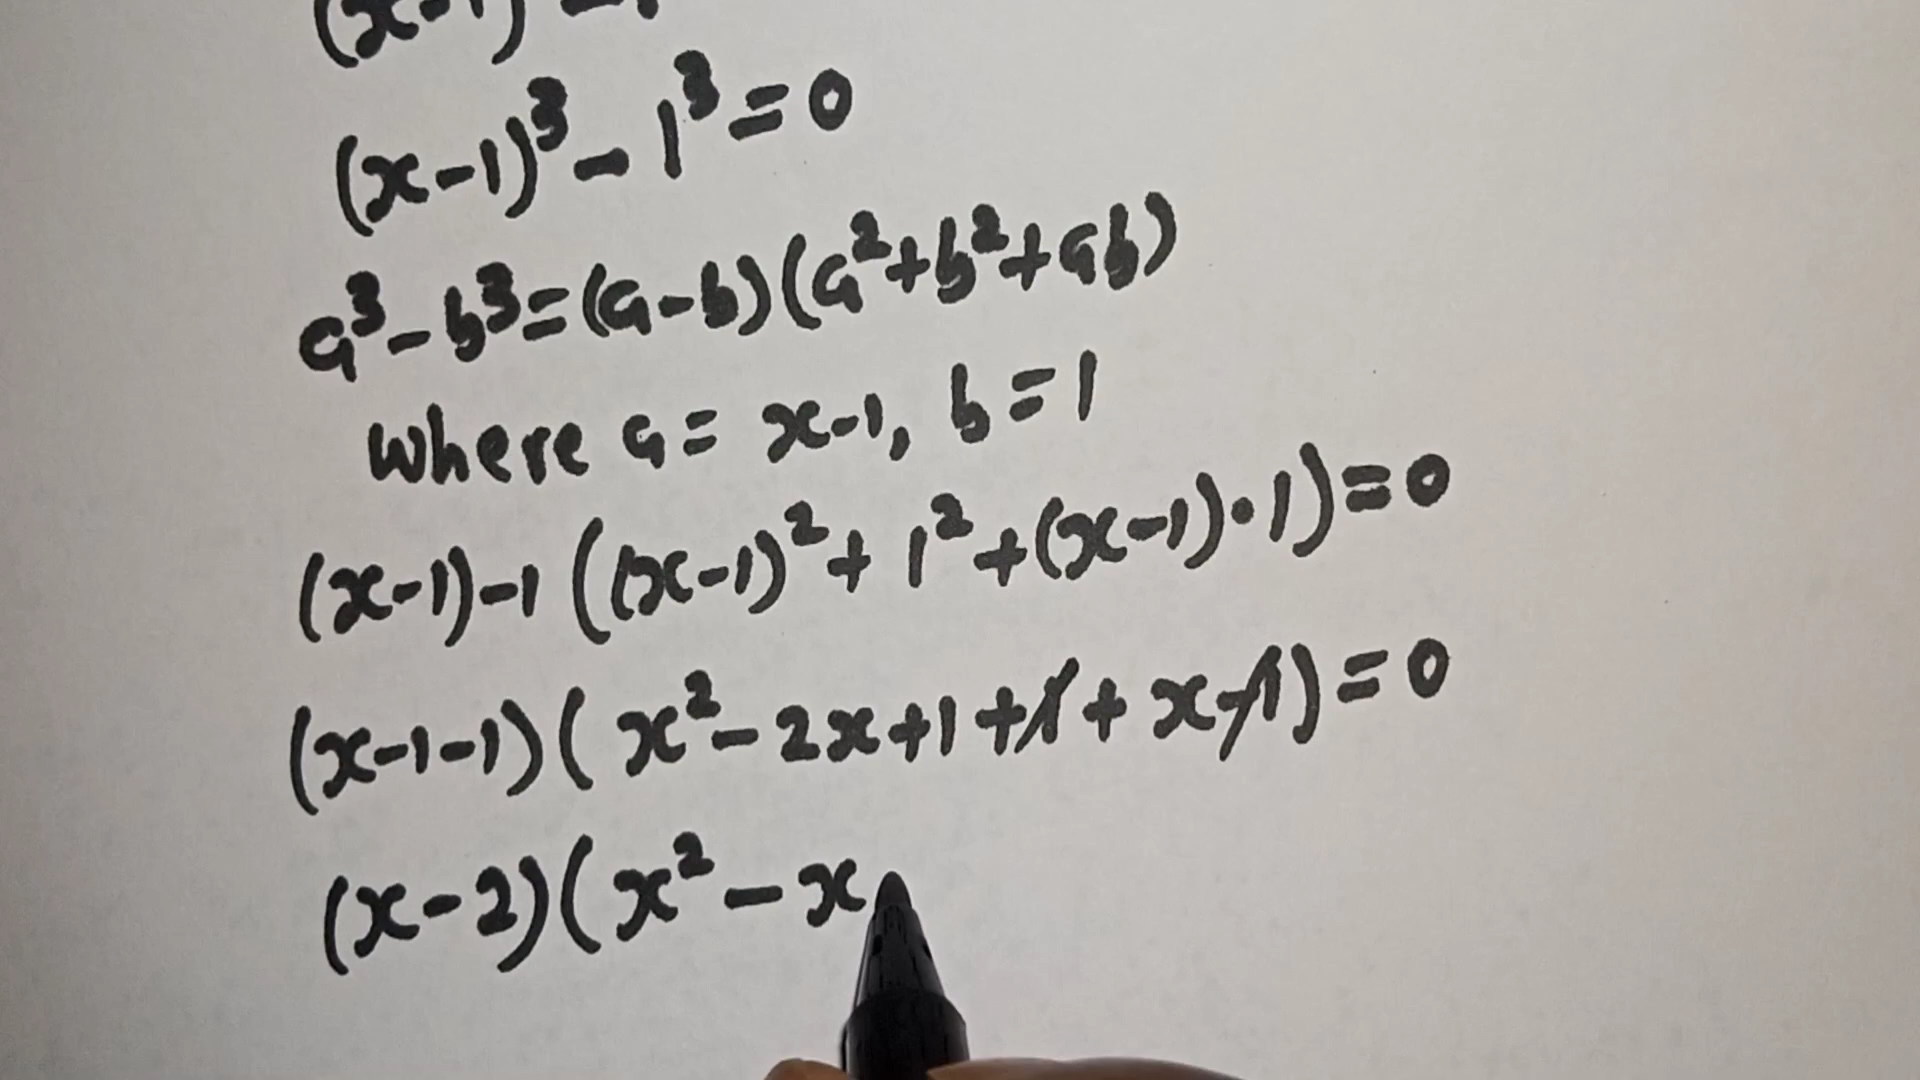 (x-1)³ - 1³ = 0
a³ - b³ = (a-b)(a²+b²+ab)
where a = x-1, b = 1
(x-1)-1 ((x-1)² + 1² + (x-1)·1) = 0
(x-1-1)(x² - 2x + 1 + 1 + x - 1) = 0
(x-2)(x² - x